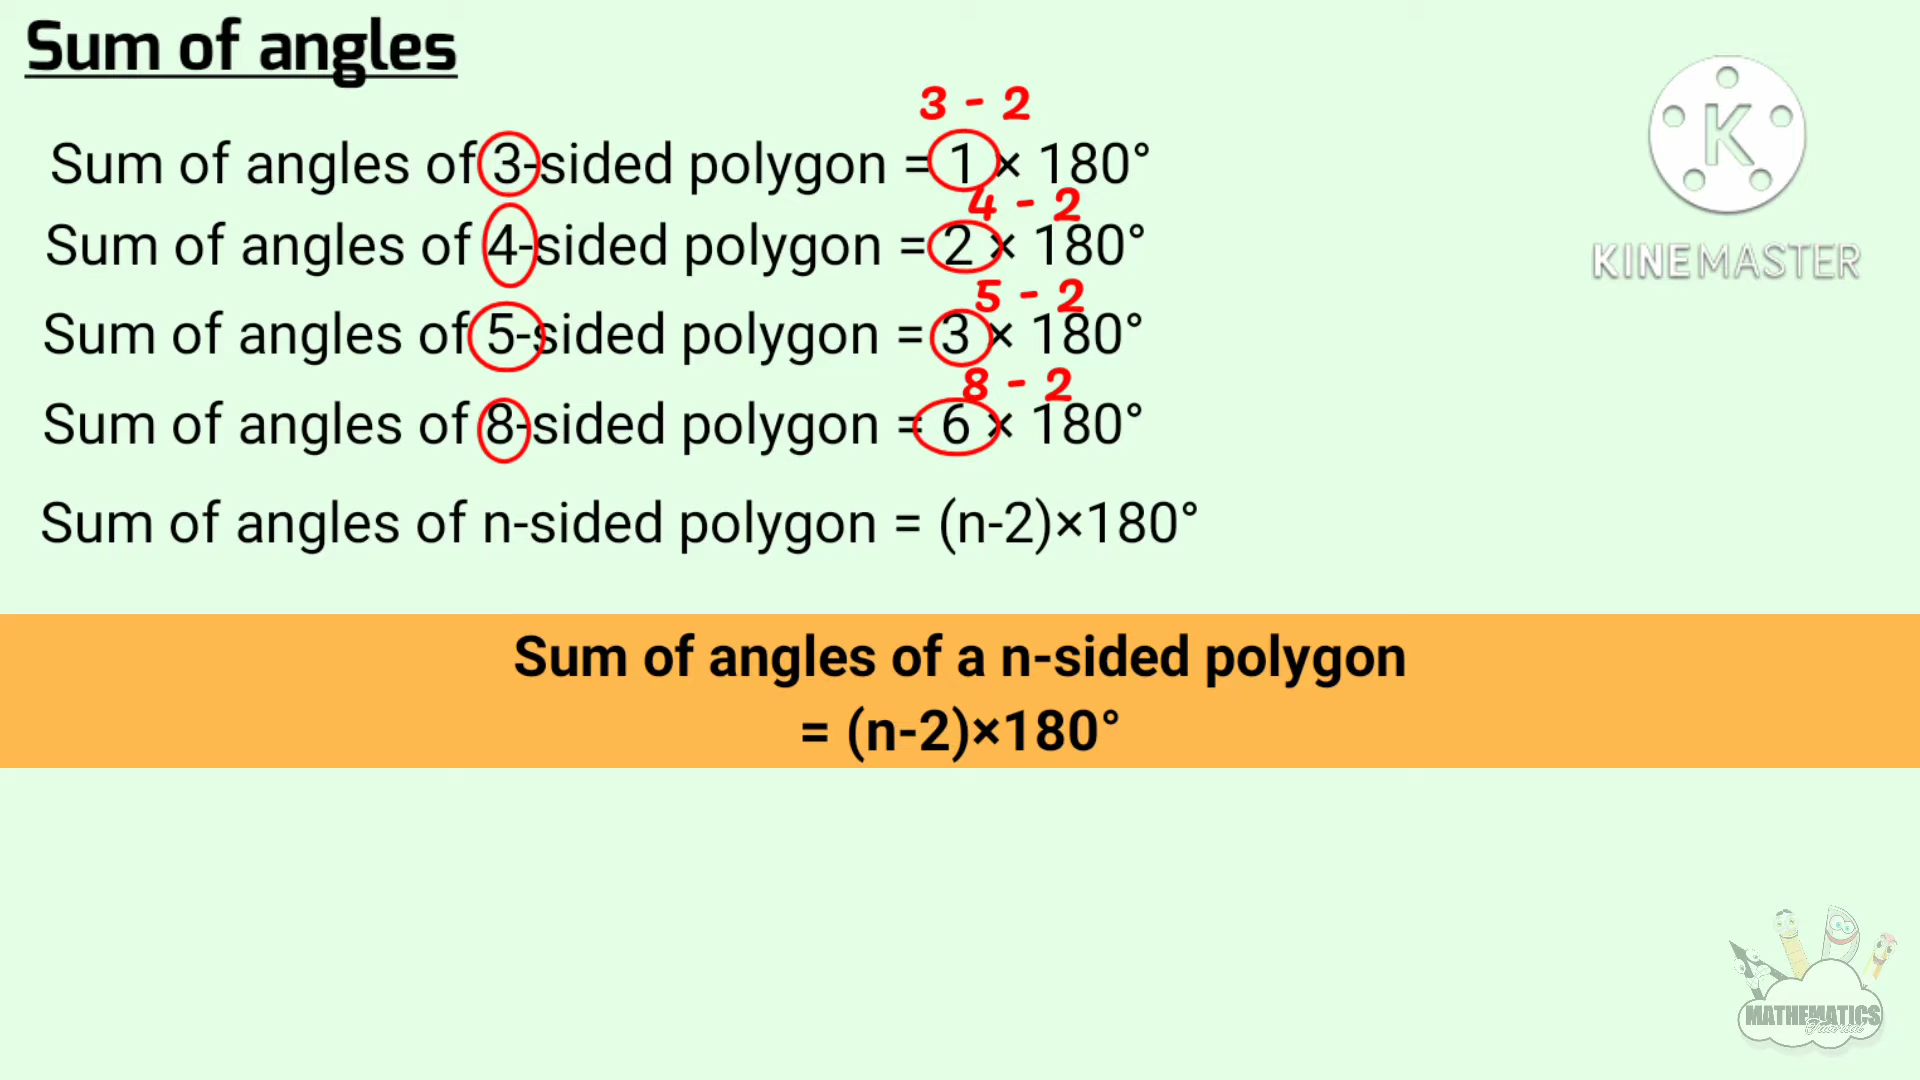 Sum of angles
3 - 2
Sum of angles of 3-sided polygon = 1 × 180°
4 - 2
Sum of angles of 4-sided polygon = 2 × 180°
5 - 2
Sum of angles of 5-sided polygon = 3 × 180°
8 - 2
Sum of angles of 8-sided polygon = 6 × 180°
Sum of angles of n-sided polygon = (n-2)×180°
Sum of angles of a n-sided polygon
= (n-2)×180°
K
KINEMASTER
MATHEMATICS